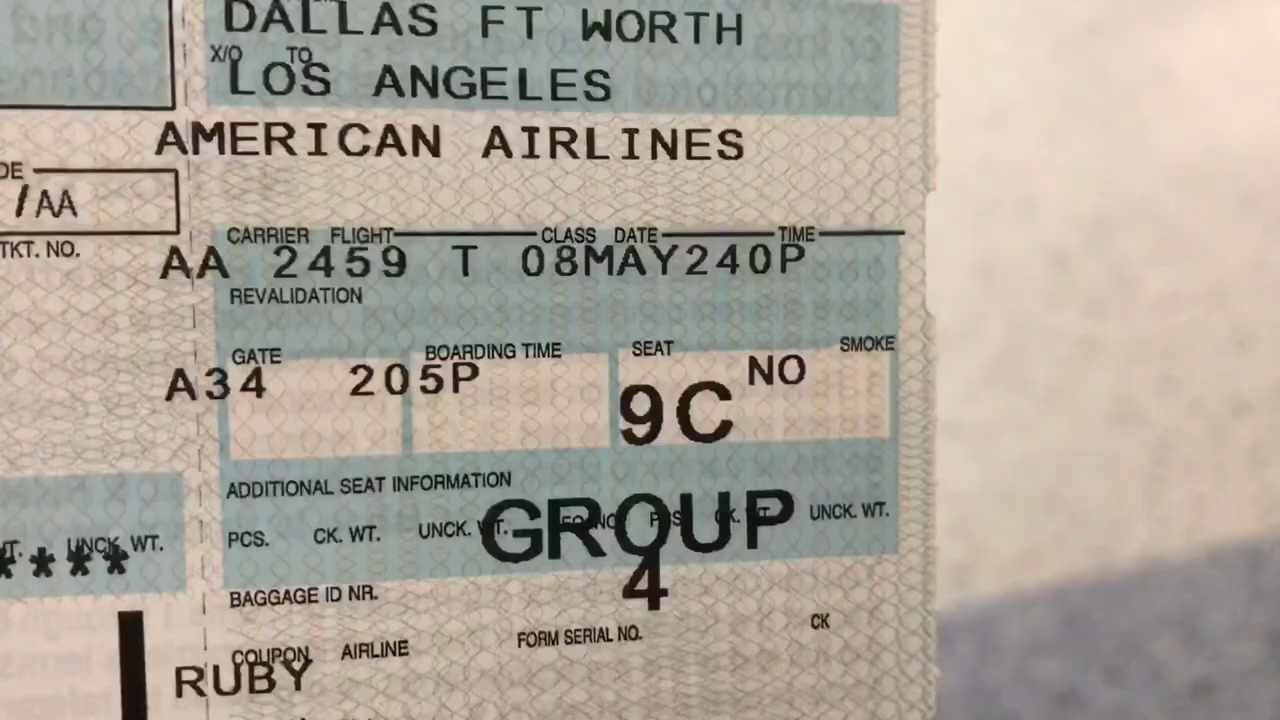 DALLAS FT WORTH
X/O TO
LOS ANGELES
AMERICAN AIRLINES
DE
/AA
TKT. NO.
CARRIER FLIGHT CLASS DATE TIME
AA 2459 T 08MAY240P
REVALIDATION
GATE BOARDING TIME SEAT SMOKE
A34 205P 9C NO
ADDITIONAL SEAT INFORMATION
GROUP
PCS. CK. WT. UNCK. WT. UNCK. WT.
UNCK. WT.
****
4
BAGGAGE ID NR.
COUPON AIRLINE FORM SERIAL NO. CK
RUBY